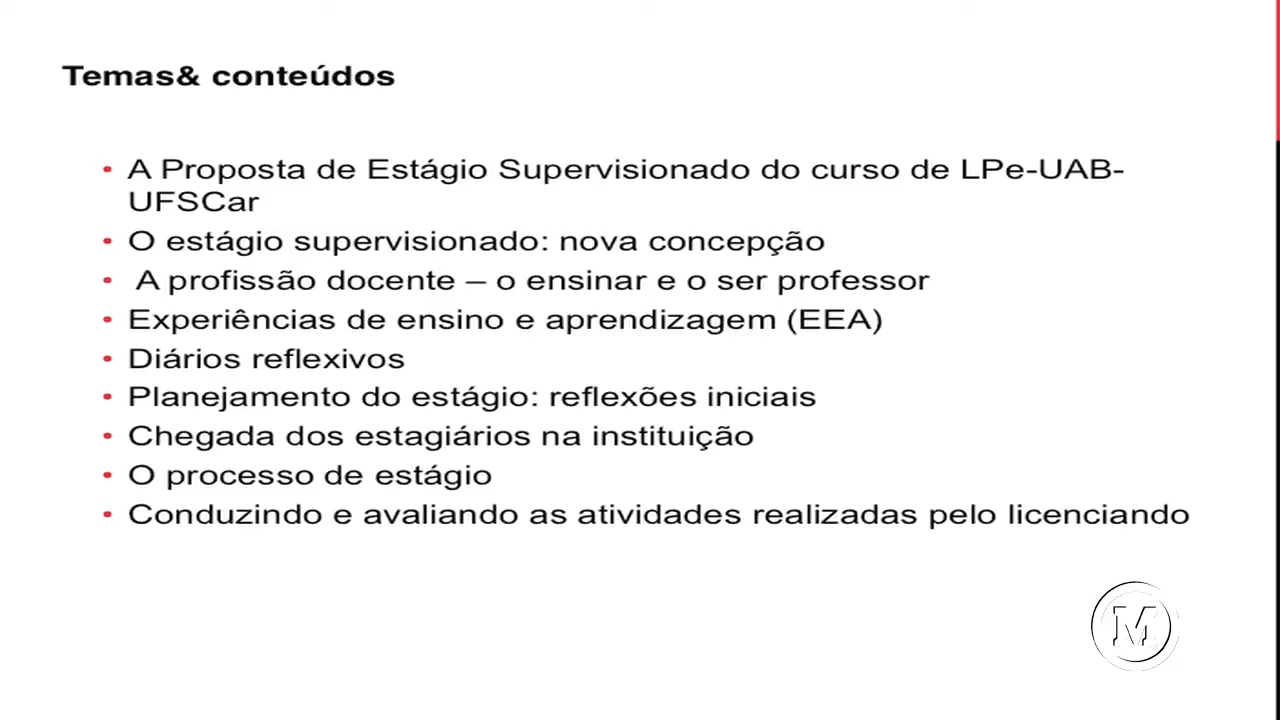 Temas& conteúdos
• A Proposta de Estágio Supervisionado do curso de LPe-UAB-
UFSCar
• O estágio supervisionado: nova concepção
• A profissão docente – o ensinar e o ser professor
• Experiências de ensino e aprendizagem (EEA)
• Diários reflexivos
• Planejamento do estágio: reflexões iniciais
• Chegada dos estagiários na instituição
• O processo de estágio
• Conduzindo e avaliando as atividades realizadas pelo licenciando
M